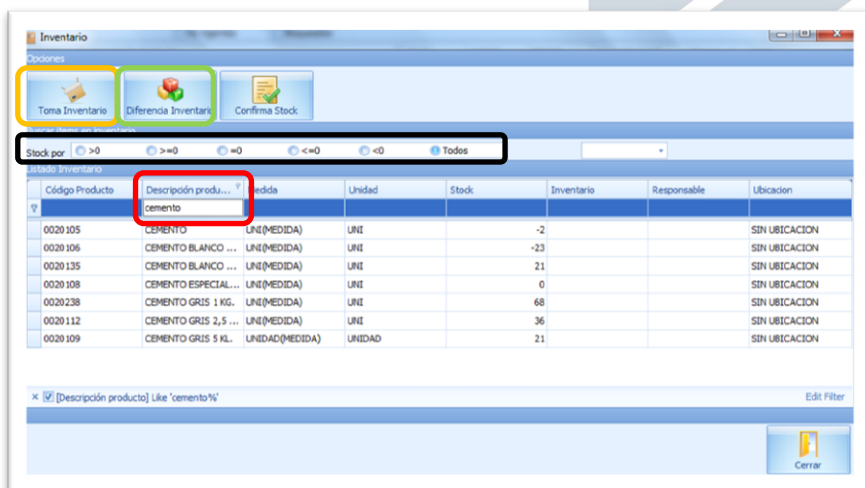 Inventario
Opciones
Toma Inventario Diferencia Inventari Confirma Stock
Buscar items en inventario
Stock por >0 >=0 =0 <=0 <0 Todos
Listado Inventario
Código Producto Descripción produ... Medida Unidad Stock Inventario Responsable Ubicacion
cemento
0020105 CEMENTO UNI(MEDIDA) UNI -2 SIN UBICACION
0020106 CEMENTO BLANCO ... UNI(MEDIDA) UNI -23 SIN UBICACION
0020135 CEMENTO BLANCO ... UNI(MEDIDA) UNI 21 SIN UBICACION
0020108 CEMENTO ESPECIAL... UNI(MEDIDA) UNI 0 SIN UBICACION
0020238 CEMENTO GRIS 1 KG. UNI(MEDIDA) UNI 68 SIN UBICACION
0020112 CEMENTO GRIS 2,5 ... UNI(MEDIDA) UNI 36 SIN UBICACION
0020109 CEMENTO GRIS 5 KL. UNIDAD(MEDIDA) UNIDAD 21 SIN UBICACION
[Descripción producto] Like 'cemento%' Edit Filter
Cerrar